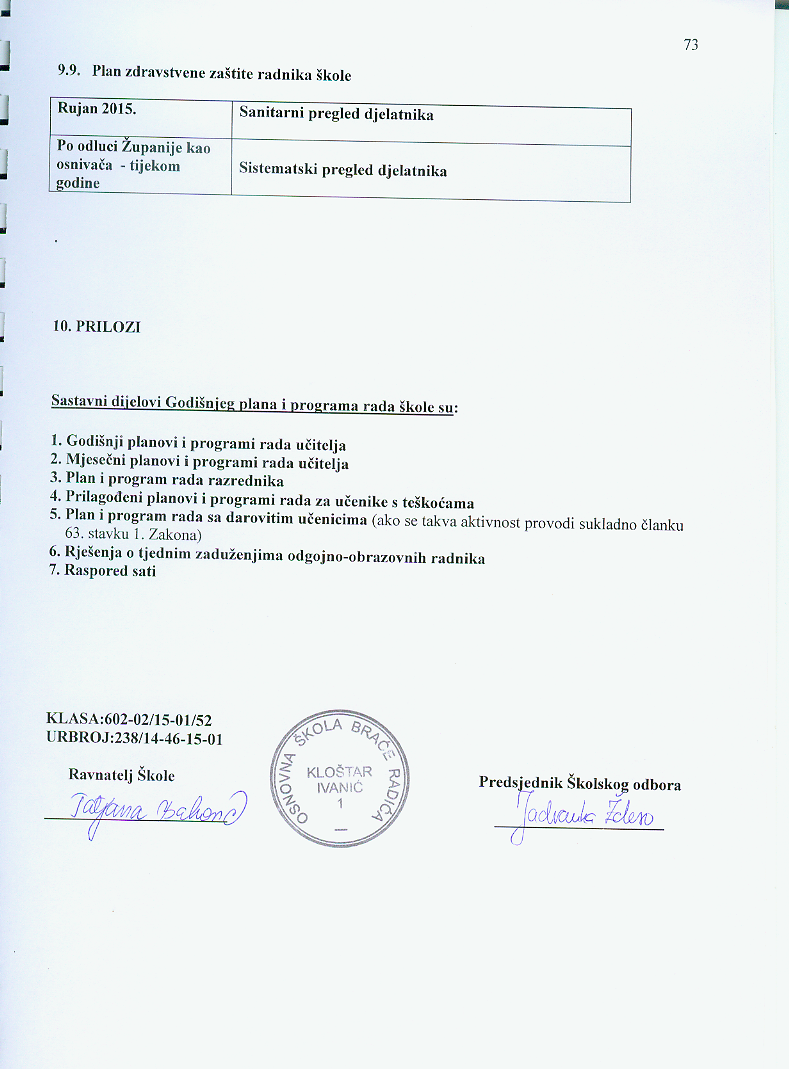 73
9.9. Plan zdravstvene zaštite radnika škole
Rujan 2015.
Sanitarni pregled djelatnika
Po odluci Županije kao
osnivača - tijekom
godine
Sistematski pregled djelatnika
10. PRILOZI
Sastavni dijelovi Godišnjeg plana i programa rada škole su:
1. Godišnji planovi i programi rada učitelja
2. Mjesečni planovi i programi rada učitelja
3. Plan i program rada razrednika
4. Prilagođeni planovi i programi rada za učenike s teškoćama
5. Plan i program rada sa darovitim učenicima (ako se takva aktivnost provodi sukladno članku
63. stavku 1. Zakona)
6. Rješenja o tjednim zaduženjima odgojno-obrazovnih radnika
7. Raspored sati
KLASA:602-02/15-01/52
URBROJ:238/14-46-15-01
Ravnatelj Škole
Tatjana
OSNOVNA ŠKOLA BRAĆE RADIĆA
KLOŠTAR
IVANIĆ
1
Predsjednik Školskog odbora
Jadranka